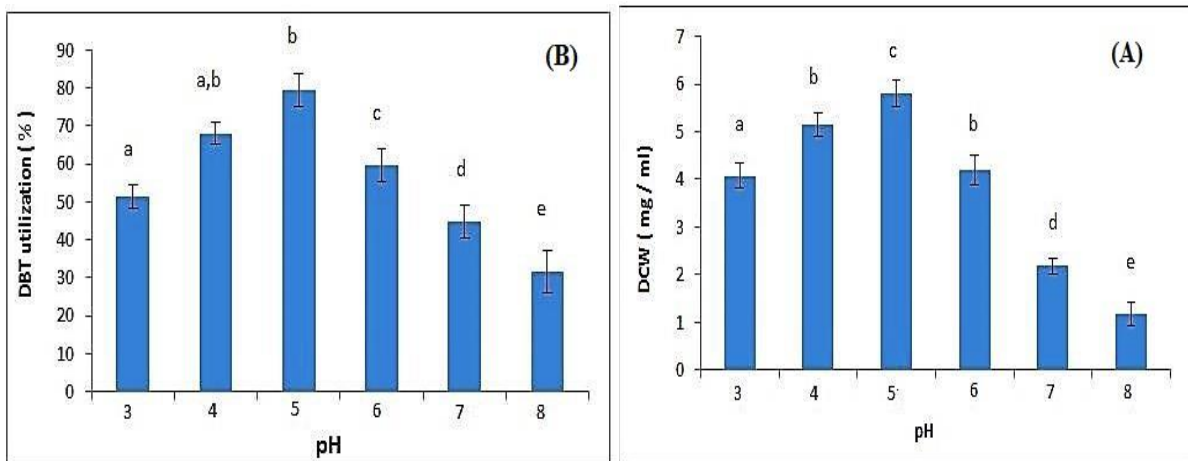 (B)
DBT utilization ( % )
90
80
70
60
50
40
30
20
10
0
a
a,b
b
c
d
e
3 4 5 6 7 8
pH
(A)
DCW ( mg / ml )
7
6
5
4
3
2
1
0
a
b
c
b
d
e
3 4 5 6 7 8
pH